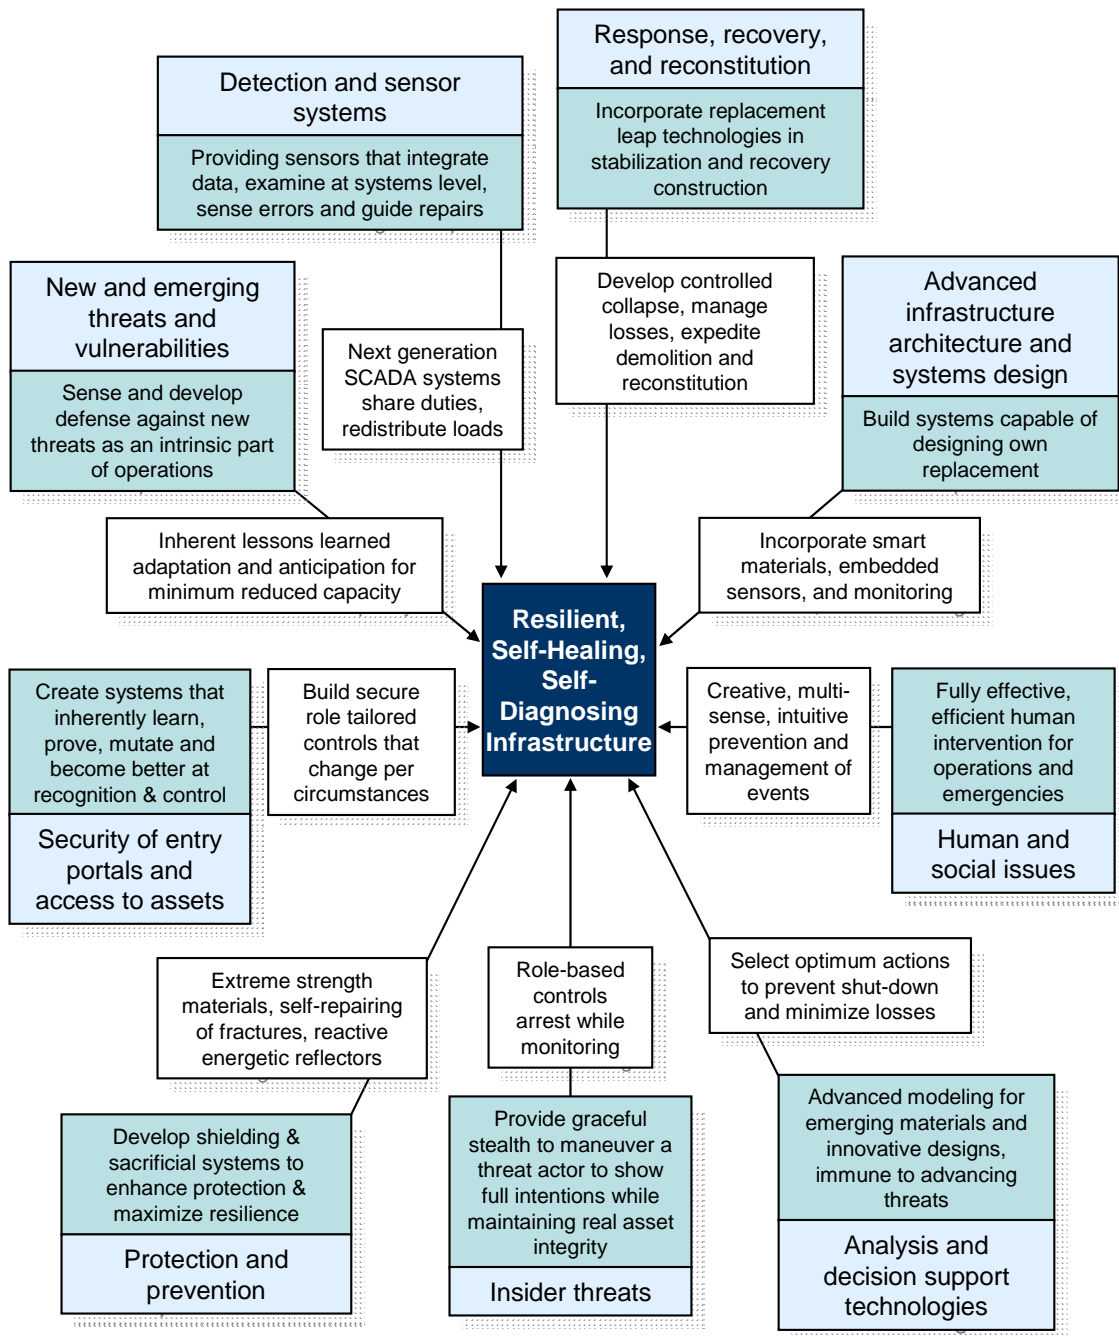 Response, recovery,
and reconstitution
Incorporate replacement
leap technologies in
stabilization and recovery
construction
Detection and sensor
systems
Providing sensors that integrate
data, examine at systems level,
sense errors and guide repairs
New and emerging
threats and
vulnerabilities
Sense and develop
defense against new
threats as an intrinsic part
of operations
Next generation
SCADA systems
share duties,
redistribute loads
Develop controlled
collapse, manage
losses, expedite
demolition and
reconstitution
Advanced
infrastructure
architecture and
systems design
Build systems capable of
designing own
replacement
Inherent lessons learned
adaptation and anticipation for
minimum reduced capacity
Incorporate smart
materials, embedded
sensors, and monitoring
Resilient,
Self-Healing,
Self-
Diagnosing
Infrastructure
Create systems that
inherently learn,
prove, mutate and
become better at
recognition & control
Security of entry
portals and
access to assets
Build secure
role tailored
controls that
change per
circumstances
Creative, multi-
sense, intuitive
prevention and
management of
events
Fully effective,
efficient human
intervention for
operations and
emergencies
Human and
social issues
Extreme strength
materials, self-repairing
of fractures, reactive
energetic reflectors
Role-based
controls
arrest while
monitoring
Select optimum actions
to prevent shut-down
and minimize losses
Develop shielding &
sacrificial systems to
enhance protection &
maximize resilience
Protection and
prevention
Provide graceful
stealth to maneuver a
threat actor to show
full intentions while
maintaining real asset
integrity
Insider threats
Advanced modeling for
emerging materials and
innovative designs,
immune to advancing
threats
Analysis and
decision support
technologies